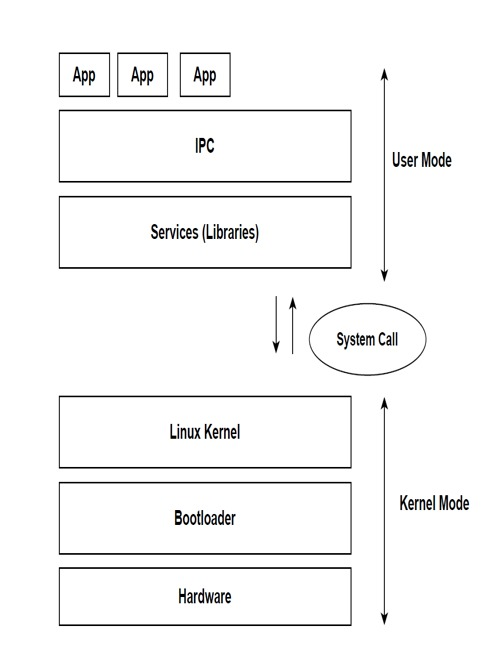 App App App
IPC
User Mode
Services (Libraries)
System Call
Linux Kernel
Kernel Mode
Bootloader
Hardware